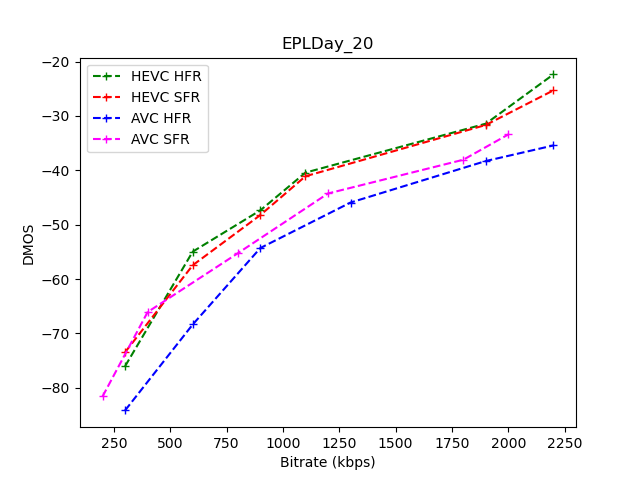 EPLDay_20
HEVC HFR
HEVC SFR
AVC HFR
AVC SFR
DMOS
−20
−30
−40
−50
−60
−70
−80
250 500 750 1000 1250 1500 1750 2000 2250
Bitrate (kbps)